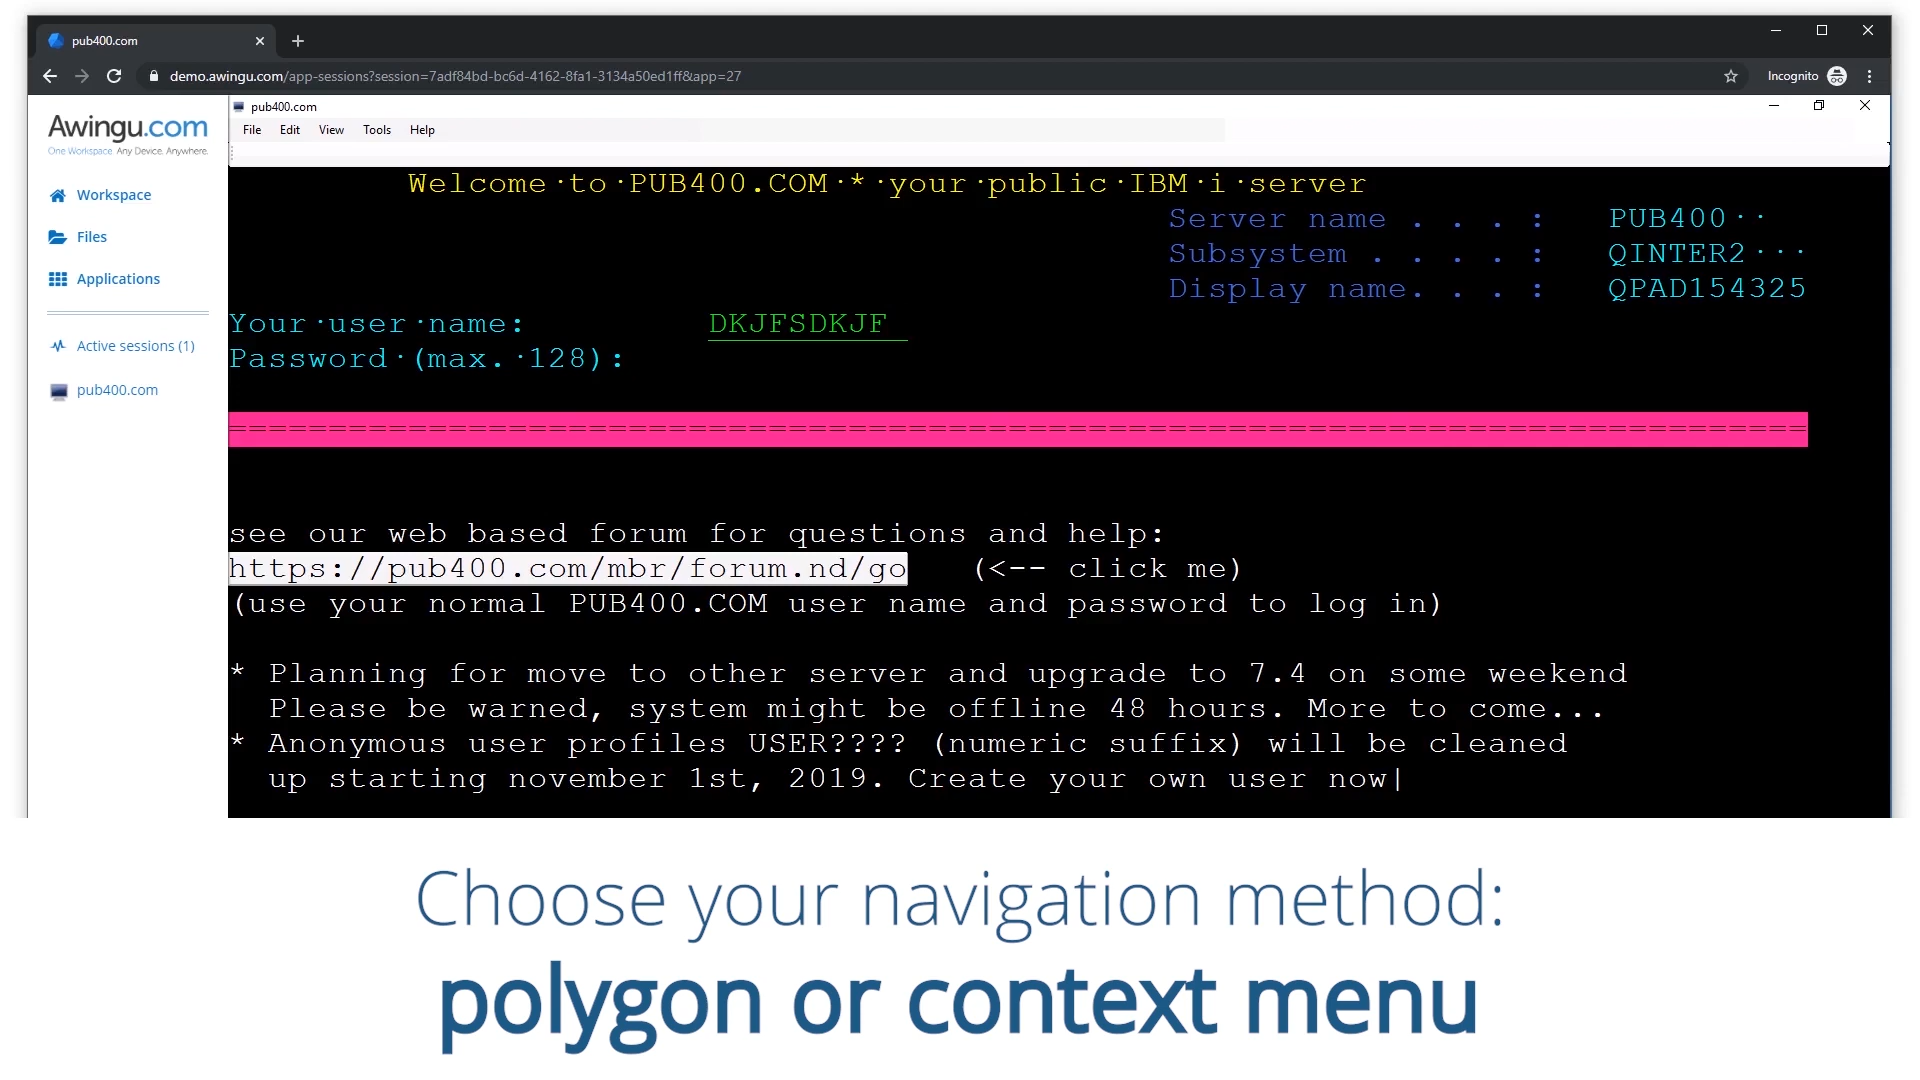 pub400.com
demo.awingu.com/app-sessions?session=7adf84bd-bc6d-4162-8fa1-3134a50ed1ff&app=27
Incognito
Awingu.com
One Workspace. Any Device. Anywhere.
Workspace
Files
Applications
Active sessions (1)
pub400.com
pub400.com
File Edit View Tools Help
Welcome·to·PUB400.COM·*·your·public·IBM·i·server
Server name . . . : PUB400··
Subsystem . . . . : QINTER2···
Display name. . . : QPAD154325
Your·user·name: DKJFSDKJF
Password·(max.·128):
===============================================================================
see our web based forum for questions and help:
https://pub400.com/mbr/forum.nd/go (<-- click me)
(use your normal PUB400.COM user name and password to log in)
* Planning for move to other server and upgrade to 7.4 on some weekend
Please be warned, system might be offline 48 hours. More to come...
* Anonymous user profiles USER???? (numeric suffix) will be cleaned
up starting november 1st, 2019. Create your own user now|
Choose your navigation method:
polygon or context menu